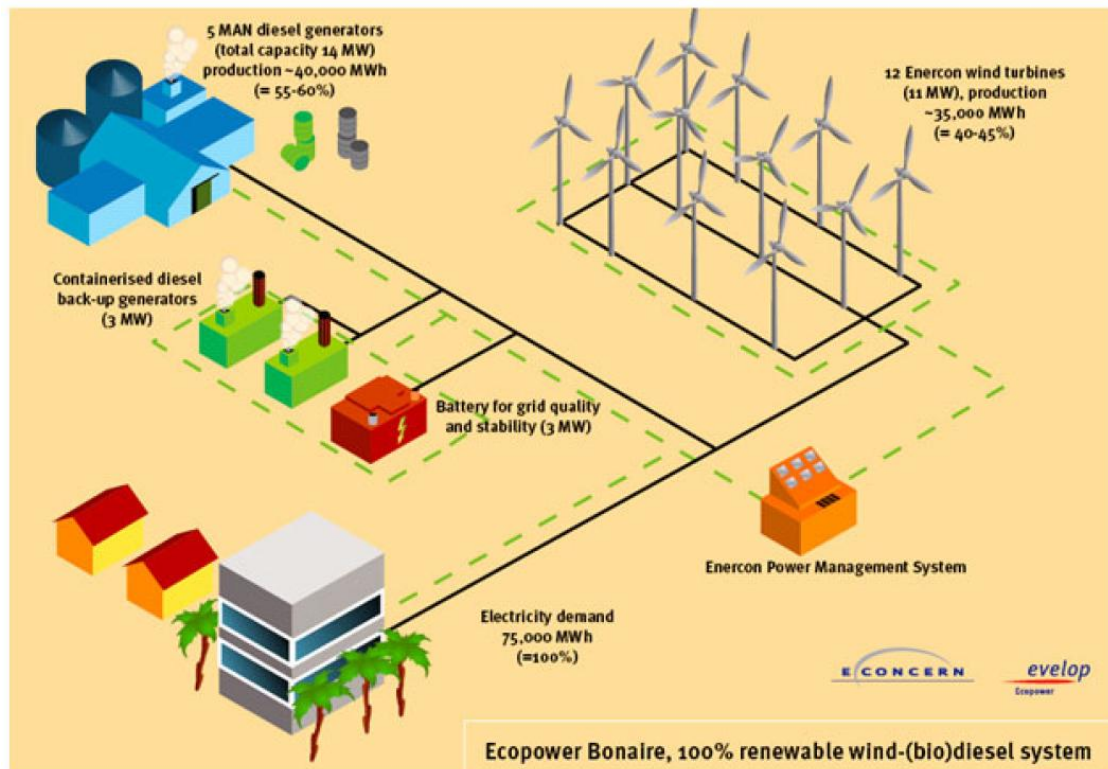 5 MAN diesel generators
(total capacity 14 MW)
production ~40,000 MWh
(= 55-60%)
12 Enercon wind turbines
(11 MW), production
~35,000 MWh
(= 40-45%)
Containerised diesel
back-up generators
(3 MW)
Battery for grid quality
and stability (3 MW)
Enercon Power Management System
Electricity demand
75,000 MWh
(=100%)
E CONCERN
evelop
Ecopower
Ecopower Bonaire, 100% renewable wind-(bio)diesel system